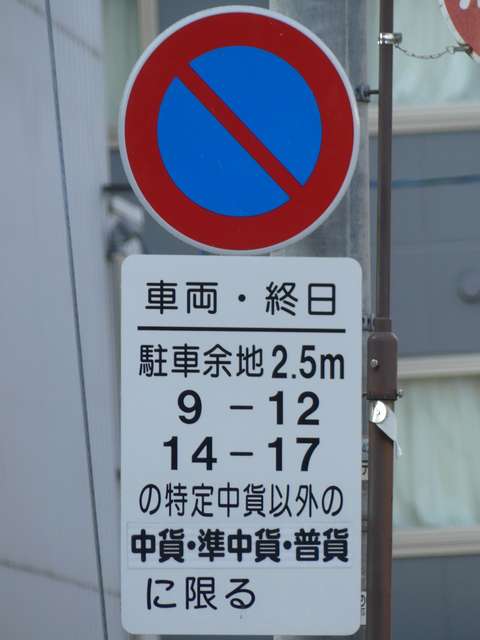 車両・終日
駐車余地2.5m
9-12
14-17
の特定中貨以外の
中貨・準中貨・普貨
に限る